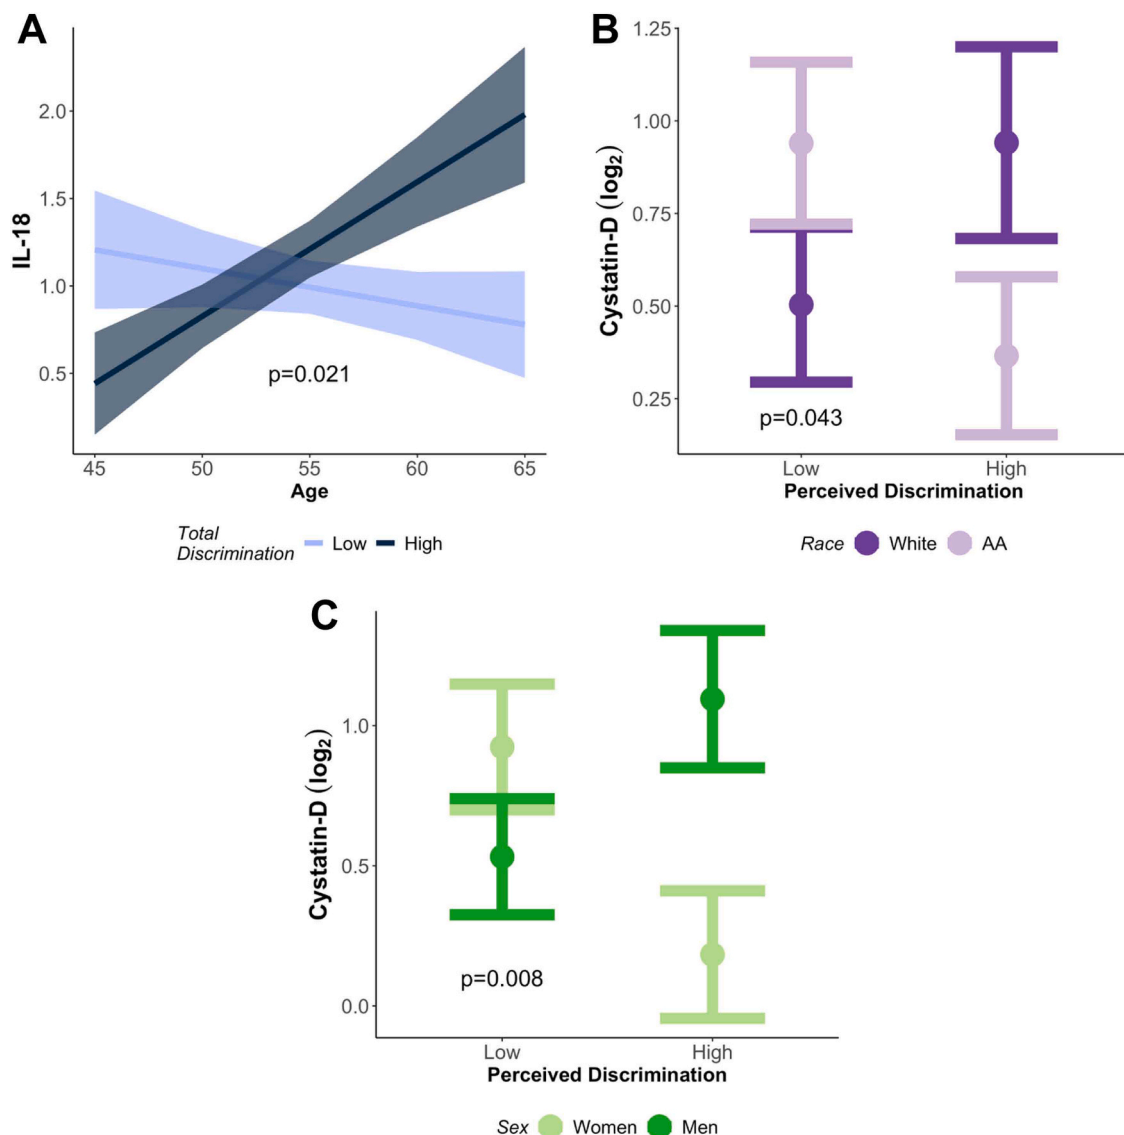 A
IL-18
2.0
1.5
1.0
0.5
p=0.021
45 50 55 60 65
Age
Total
Discrimination Low High
B
Cystatin-D (log₂)
1.25
1.00
0.75
0.50
0.25
p=0.043
Low High
Perceived Discrimination
Race White AA
C
Cystatin-D (log₂)
1.0
0.5
0.0
p=0.008
Low High
Perceived Discrimination
Sex Women Men